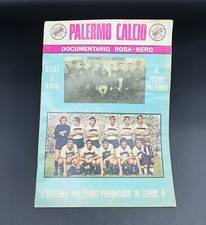 PALERMO CALCIO
DOCUMENTARIO ROSA-NERO
COSÌ
È
NATO
IL
PRIMO
PALERMO
L'ULTIMO PALERMO PROMOSSO IN SERIE A